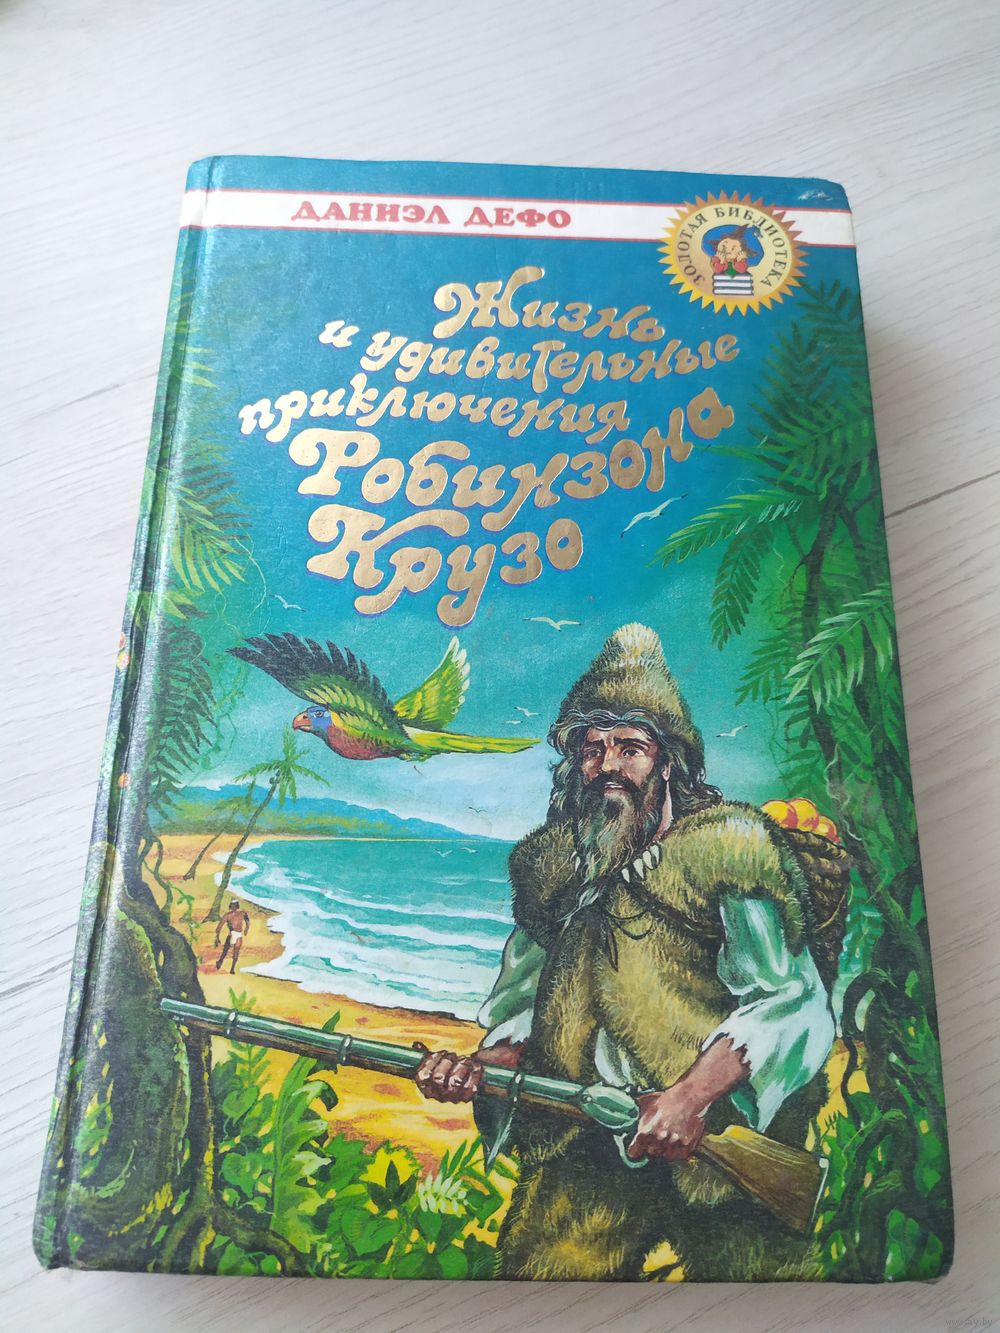 ДАНИЭЛ ДЕФО
ЗОЛОТАЯ БИБЛИОТЕКА
Жизнь
и удивительные
приключения
Робинзона
Крузо